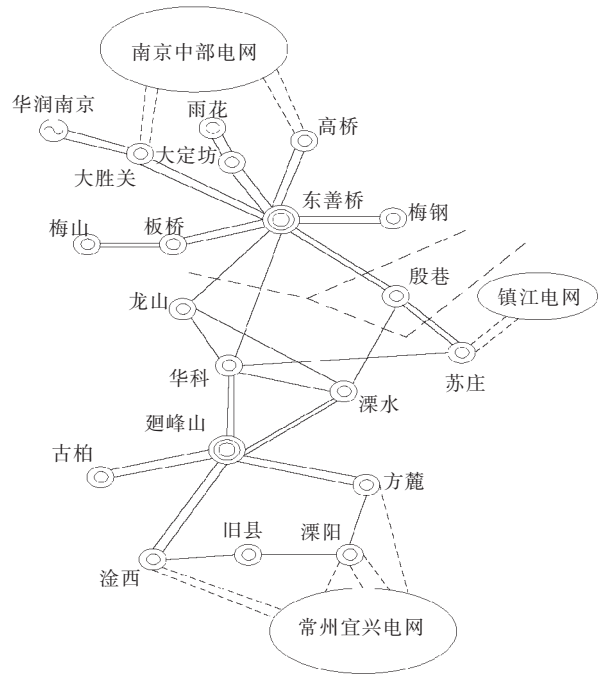 南京中部电网
华润南京
雨花
高桥
大定坊
大胜关
东善桥
梅钢
梅山
板桥
殷巷
镇江电网
龙山
华科
苏庄
溧水
廻峰山
古柏
方麓
旧县
溧阳
淦西
常州宜兴电网